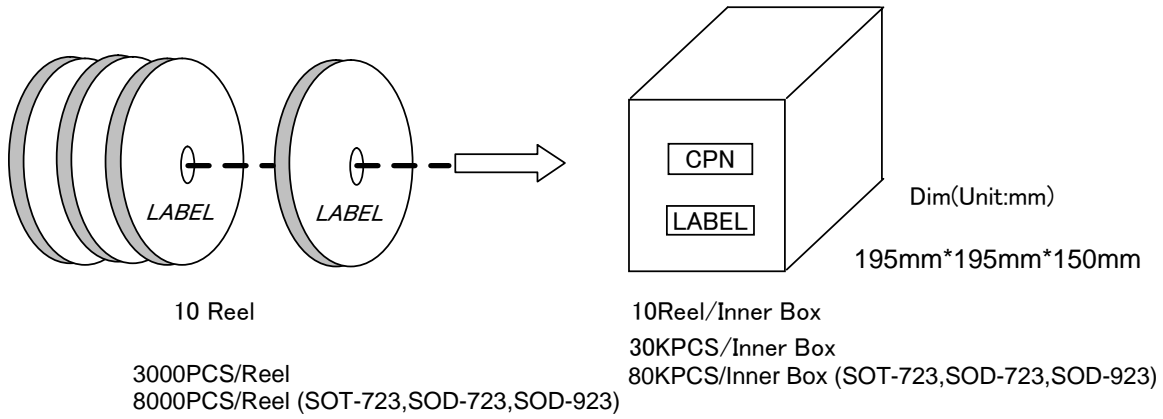 LABEL
LABEL
CPN
LABEL
Dim(Unit:mm)
195mm*195mm*150mm
10 Reel
3000PCS/Reel
8000PCS/Reel (SOT-723,SOD-723,SOD-923)
10Reel/Inner Box
30KPCS/Inner Box
80KPCS/Inner Box (SOT-723,SOD-723,SOD-923)